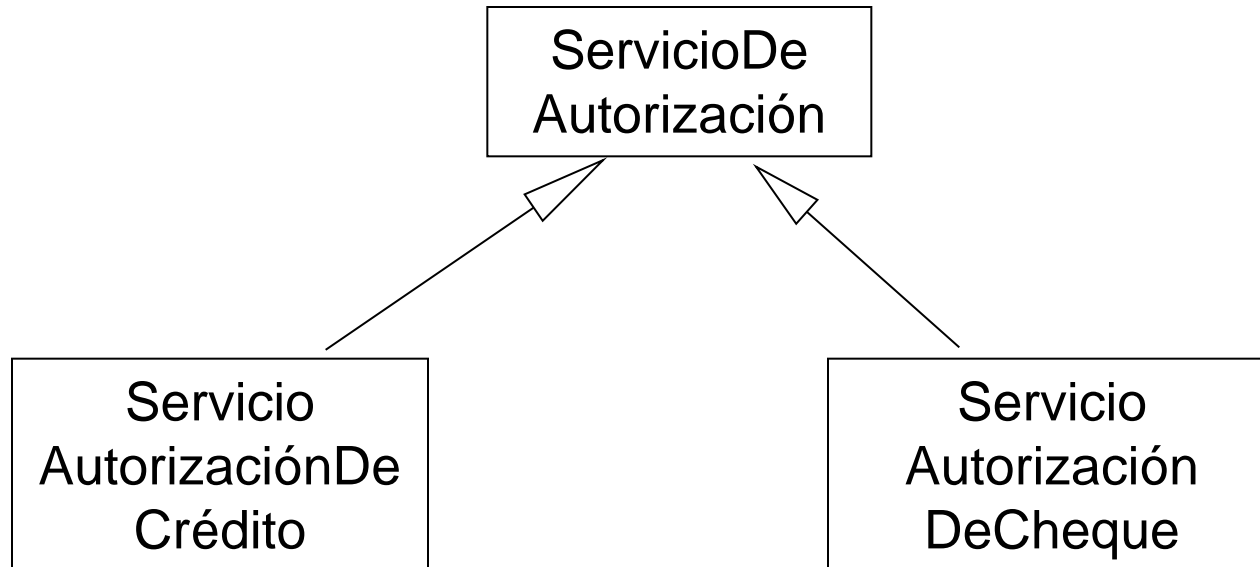 ServicioDe
Autorización
Servicio
AutorizaciónDe
Crédito
Servicio
Autorización
DeCheque